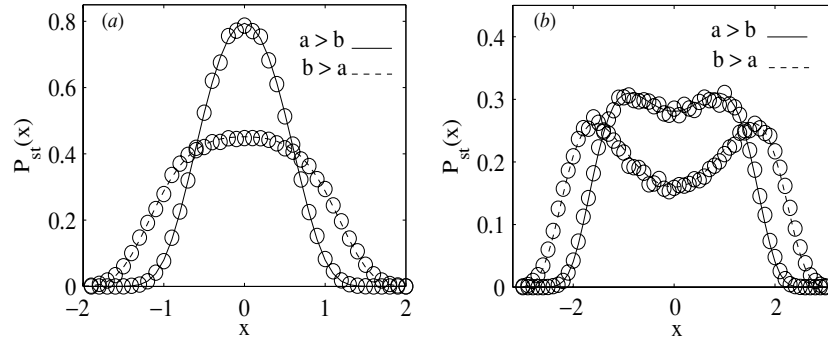 (a)
0.8
0.6
0.4
0.2
0
P_st(x)
a > b
b > a
−2 −1 0 1 2
x
(b)
0.4
0.3
0.2
0.1
0
P_st(x)
a > b
b > a
−2 0 2
x